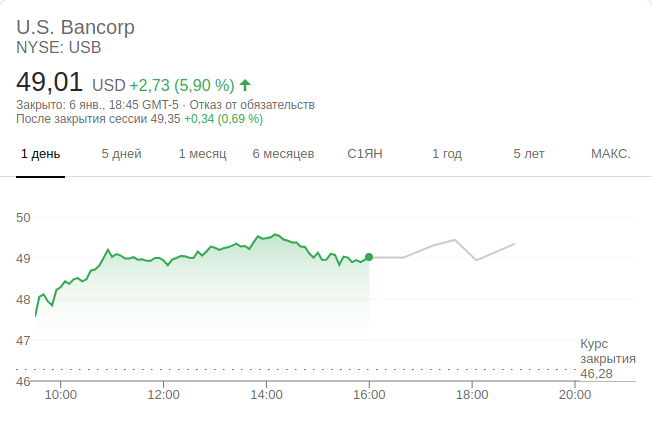 U.S. Bancorp
NYSE: USB
49,01 USD +2,73 (5,90 %)
Закрыто: 6 янв., 18:45 GMT-5 · Отказ от обязательств
После закрытия сессии 49,35 +0,34 (0,69 %)
1 день 5 дней 1 месяц 6 месяцев С1ЯН 1 год 5 лет МАКС.
50
49
48
47
Курс
закрытия
46,28
46
10:00 12:00 14:00 16:00 18:00 20:00